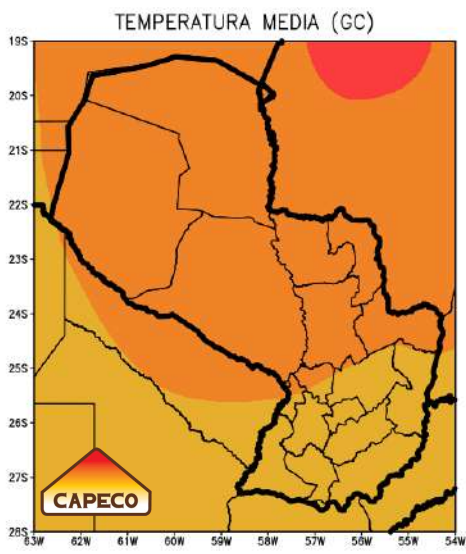 TEMPERATURA MEDIA (GC)
19S
20S
21S
22S
23S
24S
25S
26S
27S
28S
CAPECO
63W 62W 61W 60W 59W 58W 57W 56W 55W 54W